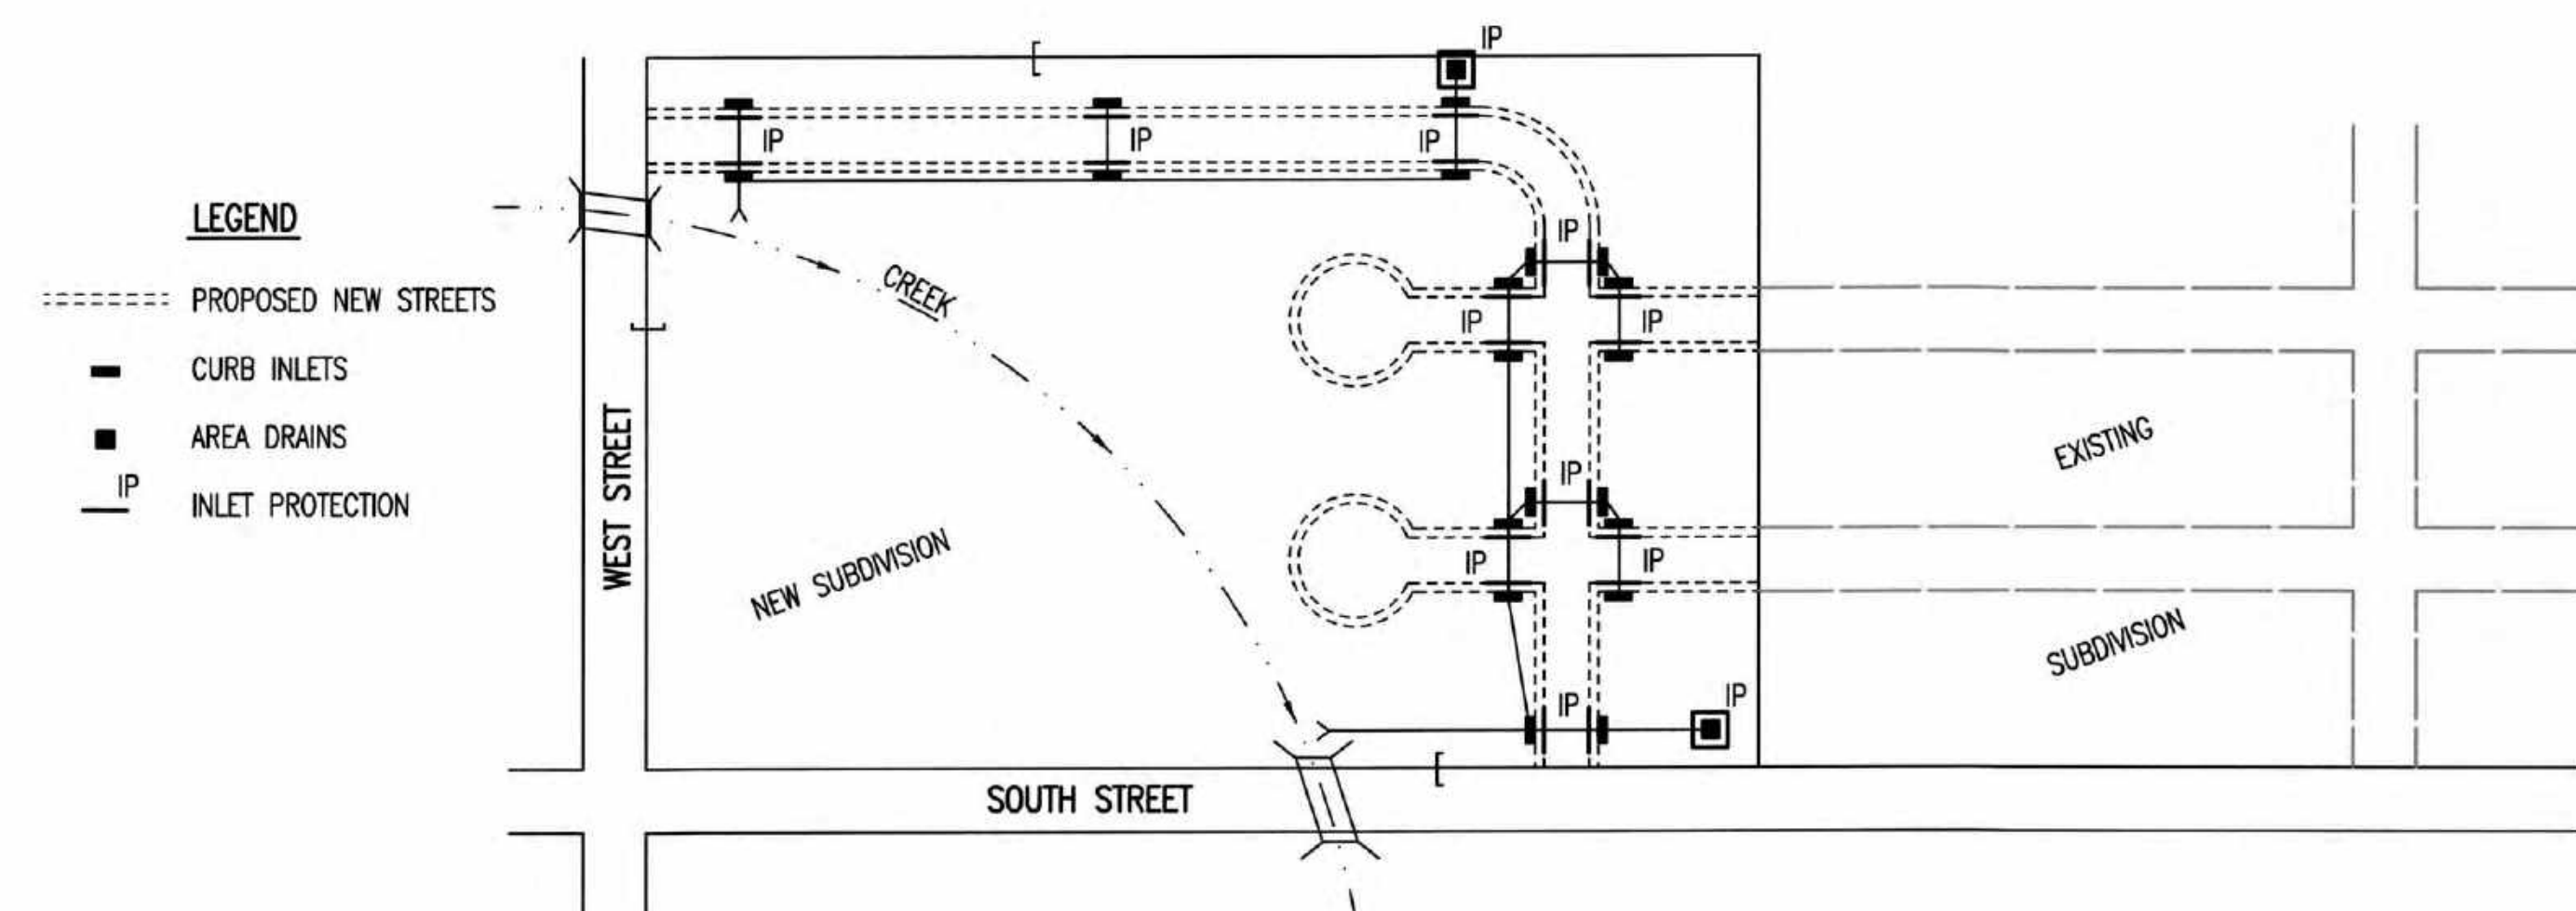 LEGEND
PROPOSED NEW STREETS
CURB INLETS
AREA DRAINS
IP
INLET PROTECTION
WEST STREET
SOUTH STREET
CREEK
NEW SUBDIVISION
EXISTING
SUBDIVISION
IP
IP
IP
IP
IP
IP
IP
IP
IP
IP
IP
IP